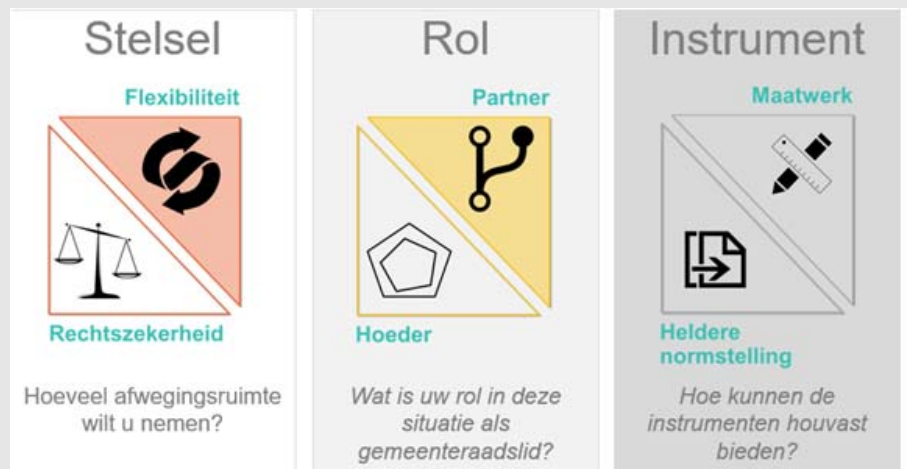 Stelsel
Flexibiliteit
Rechtszekerheid
Hoeveel afwegingsruimte
wilt u nemen?
Rol
Partner
Hoeder
Wat is uw rol in deze
situatie als
gemeenteraadslid?
Instrument
Maatwerk
Heldere
normstelling
Hoe kunnen de
instrumenten houvast
bieden?